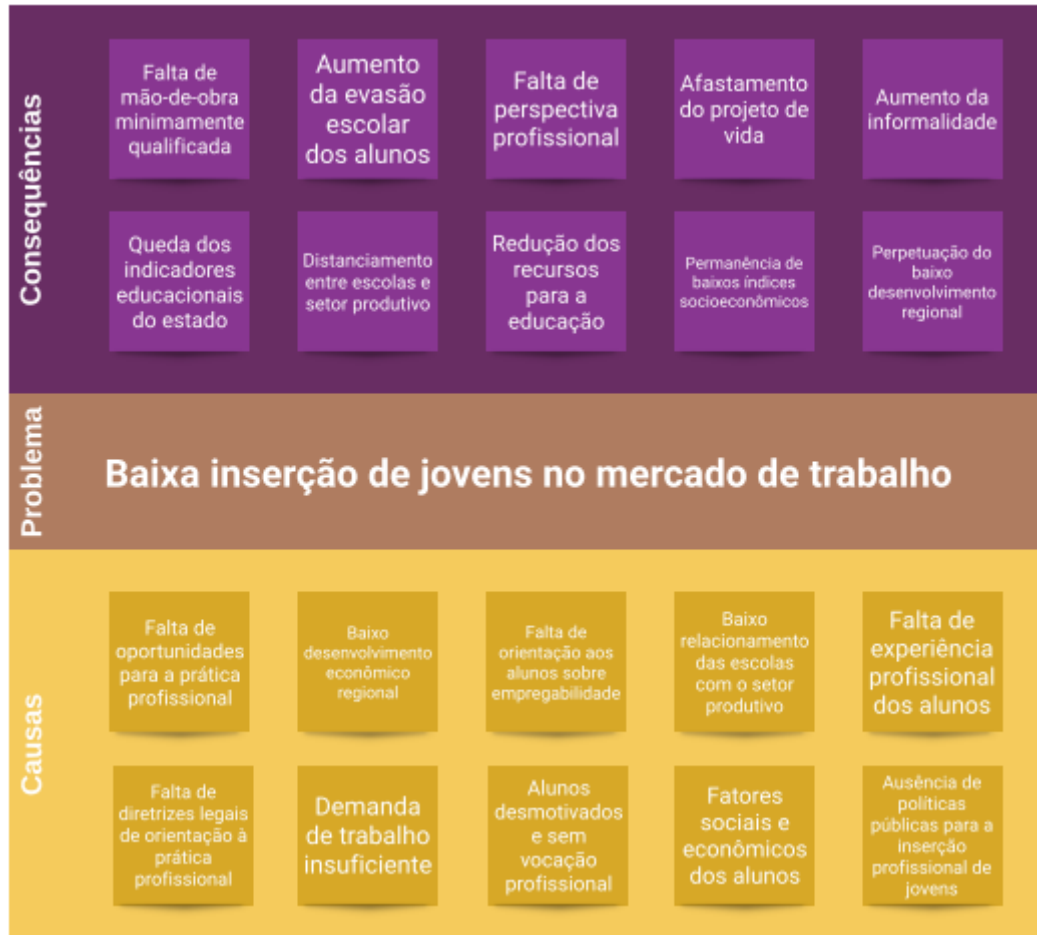 Consequências
Falta de
mão-de-obra
minimamente
qualificada
Aumento
da evasão
escolar
dos alunos
Falta de
perspectiva
profissional
Afastamento
do projeto de
vida
Aumento da
informalidade
Queda dos
indicadores
educacionais
do estado
Distanciamento
entre escolas e
setor produtivo
Redução dos
recursos
para a
educação
Permanência de
baixos índices
socioeconômicos
Perpetuação do
baixo
desenvolvimento
regional
Problema
Baixa inserção de jovens no mercado de trabalho
Causas
Falta de
oportunidades
para a prática
profissional
Baixo
desenvolvimento
econômico
regional
Falta de
orientação aos
alunos sobre
empregabilidade
Baixo
relacionamento
das escolas
com o setor
produtivo
Falta de
experiência
profissional
dos alunos
Falta de
diretrizes legais
de orientação à
prática
profissional
Demanda
de trabalho
insuficiente
Alunos
desmotivados
e sem
vocação
profissional
Fatores
sociais e
econômicos
dos alunos
Ausência de
políticas
públicas para a
inserção
profissional de
jovens